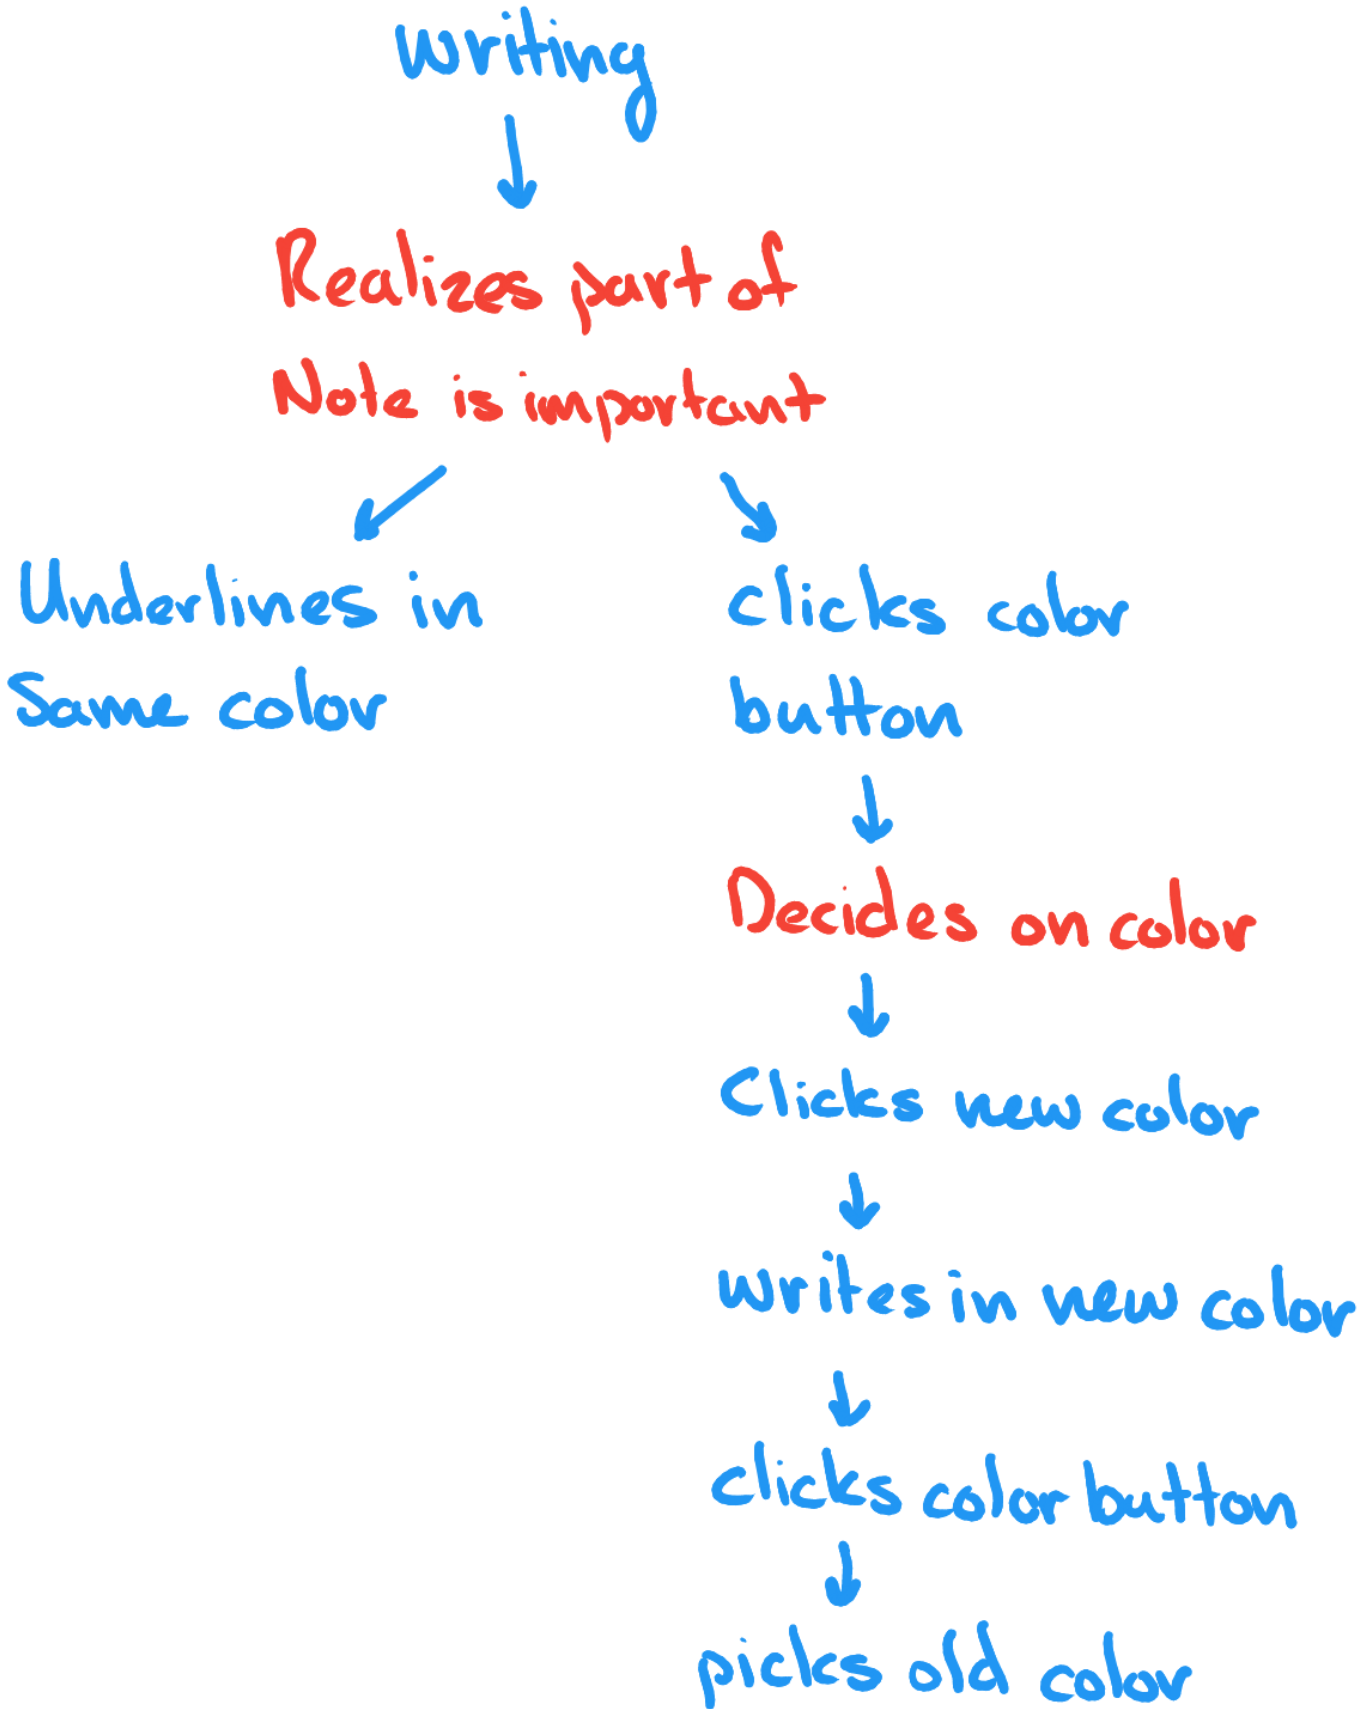 writing
Realizes part of
Note is important
Underlines in
Same color
clicks color
button
Decides on color
Clicks new color
writes in new color
clicks color button
picks old color